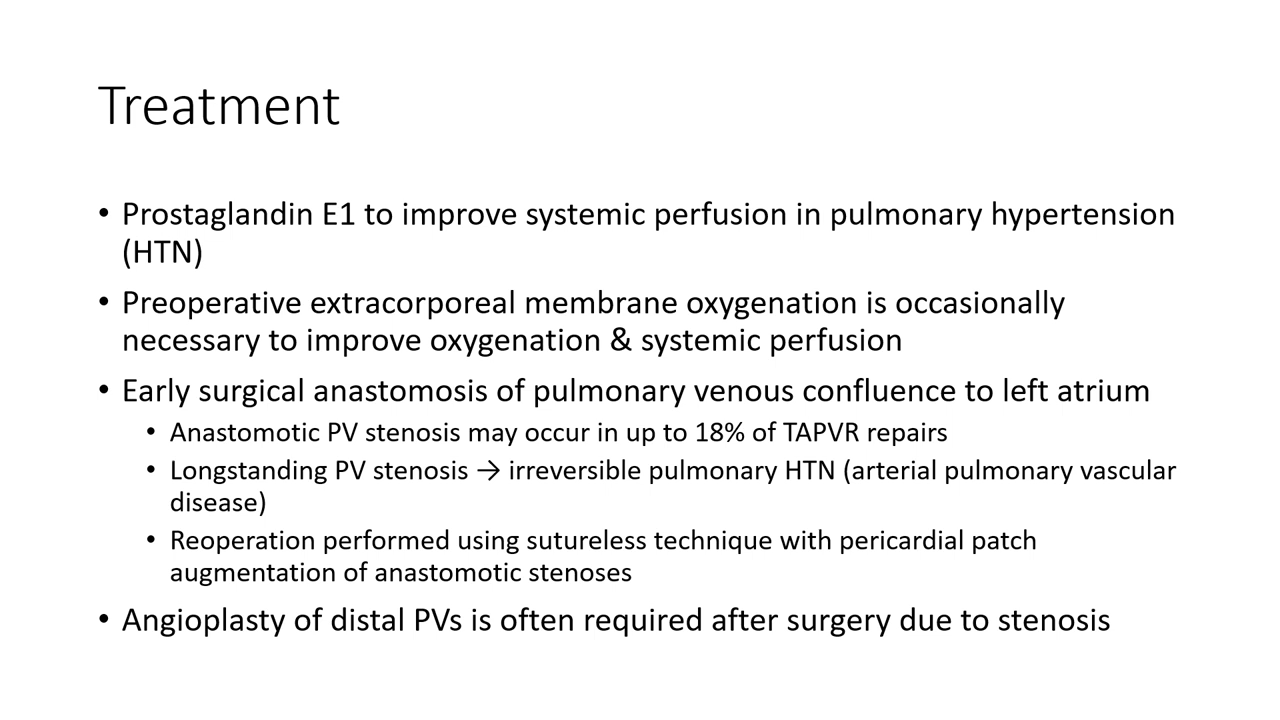 Treatment
• Prostaglandin E1 to improve systemic perfusion in pulmonary hypertension
(HTN)
• Preoperative extracorporeal membrane oxygenation is occasionally
necessary to improve oxygenation & systemic perfusion
• Early surgical anastomosis of pulmonary venous confluence to left atrium
• Anastomotic PV stenosis may occur in up to 18% of TAPVR repairs
• Longstanding PV stenosis → irreversible pulmonary HTN (arterial pulmonary vascular
disease)
• Reoperation performed using sutureless technique with pericardial patch
augmentation of anastomotic stenoses
• Angioplasty of distal PVs is often required after surgery due to stenosis